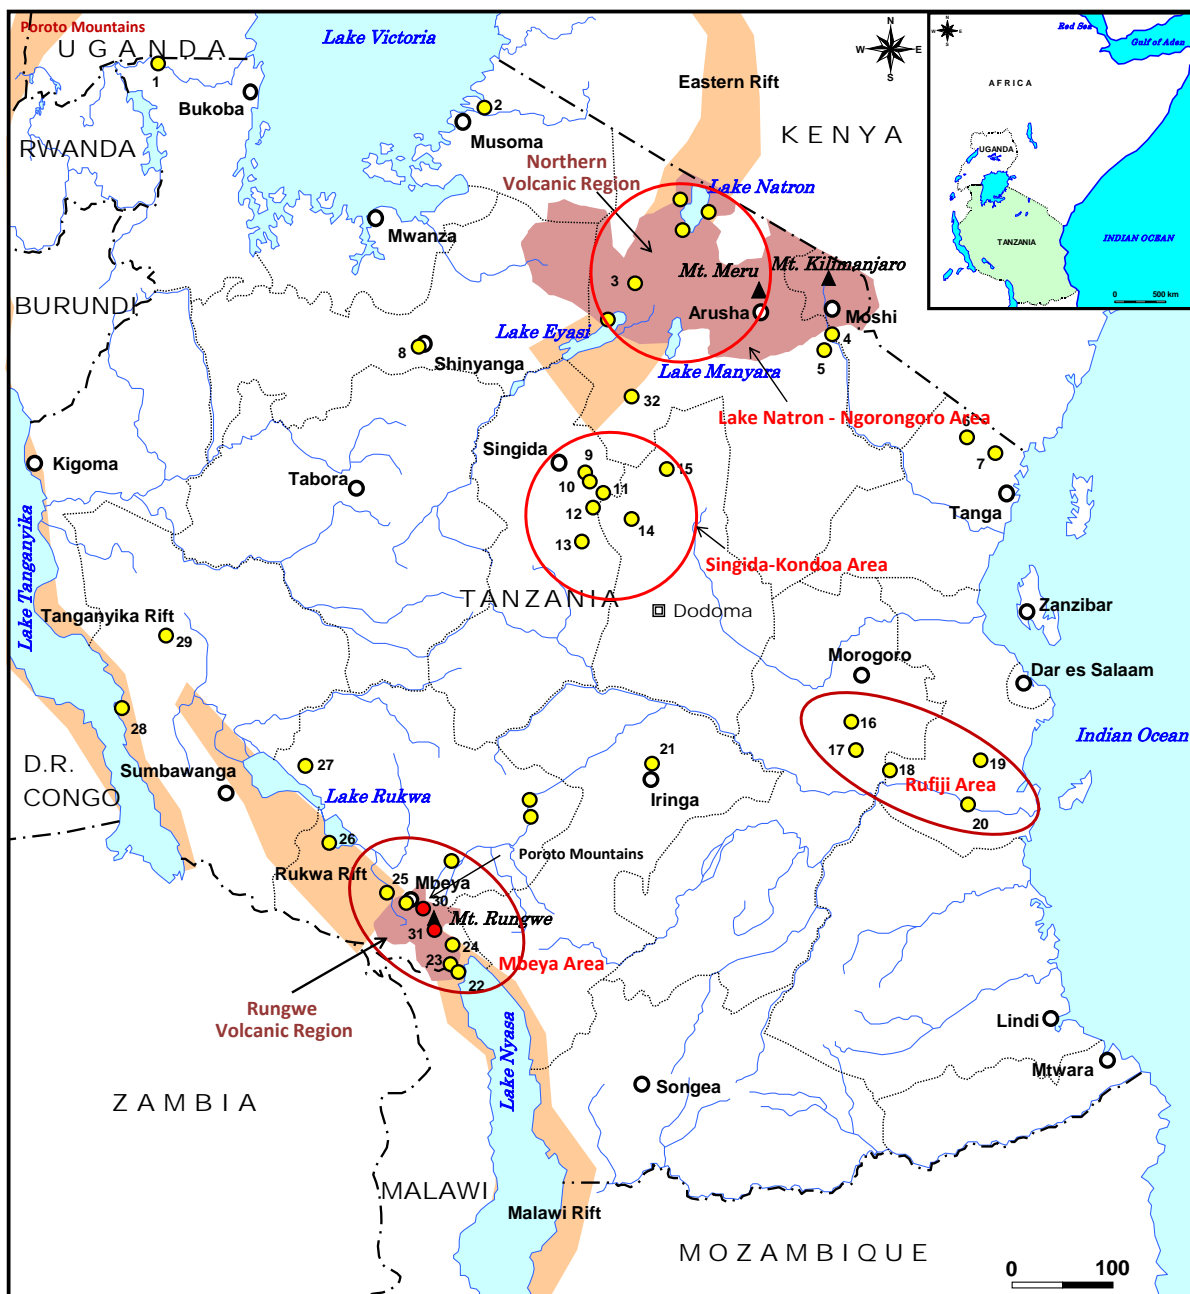 Poroto Mountains
UGANDA
1
Bukoba
RWANDA
Lake Victoria
2
Musoma
Mwanza
Eastern Rift
KENYA
N
W
E
S
N
W
E
S
Red Sea
Gulf of Aden
AFRICA
UGANDA
TANZANIA
INDIAN OCEAN
0 500 km
Northern
Volcanic Region
Lake Natron
3
Mt. Meru
Mt. Kilimanjaro
Arusha
Moshi
4
5
BURUNDI
Lake Eyasi
8
Shinyanga
Lake Manyara
32
Lake Natron - Ngorongoro Area
6
7
Kigoma
Tabora
Singida
9
10
11
12
13
14
15
Tanga
Singida-Kondoa Area
TANZANIA
Dodoma
Zanzibar
Lake Tanganyika
Tanganyika Rift
29
Morogoro
Dar es Salaam
28
16
17
18
19
20
Rufiji Area
Indian Ocean
D.R.
CONGO
Sumbawanga
27
Lake Rukwa
21
Iringa
26
Rukwa Rift
Poroto Mountains
25
Mbeya
30
Mt. Rungwe
31
24
23
22
Mbeya Area
Rungwe
Volcanic Region
Lake Nyasa
Lindi
Mtwara
Songea
ZAMBIA
MALAWI
Malawi Rift
MOZAMBIQUE
0 100